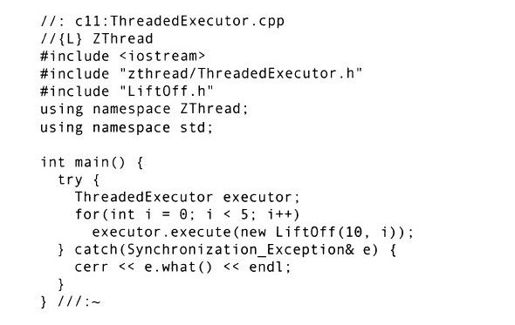 //: c11:ThreadedExecutor.cpp
//{L} ZThread
#include <iostream>
#include "zthread/ThreadedExecutor.h"
#include "LiftOff.h"
using namespace ZThread;
using namespace std;

int main() {
  try {
    ThreadedExecutor executor;
    for(int i = 0; i < 5; i++)
      executor.execute(new LiftOff(10, i));
  } catch(Synchronization_Exception& e) {
    cerr << e.what() << endl;
  }
} ///:~